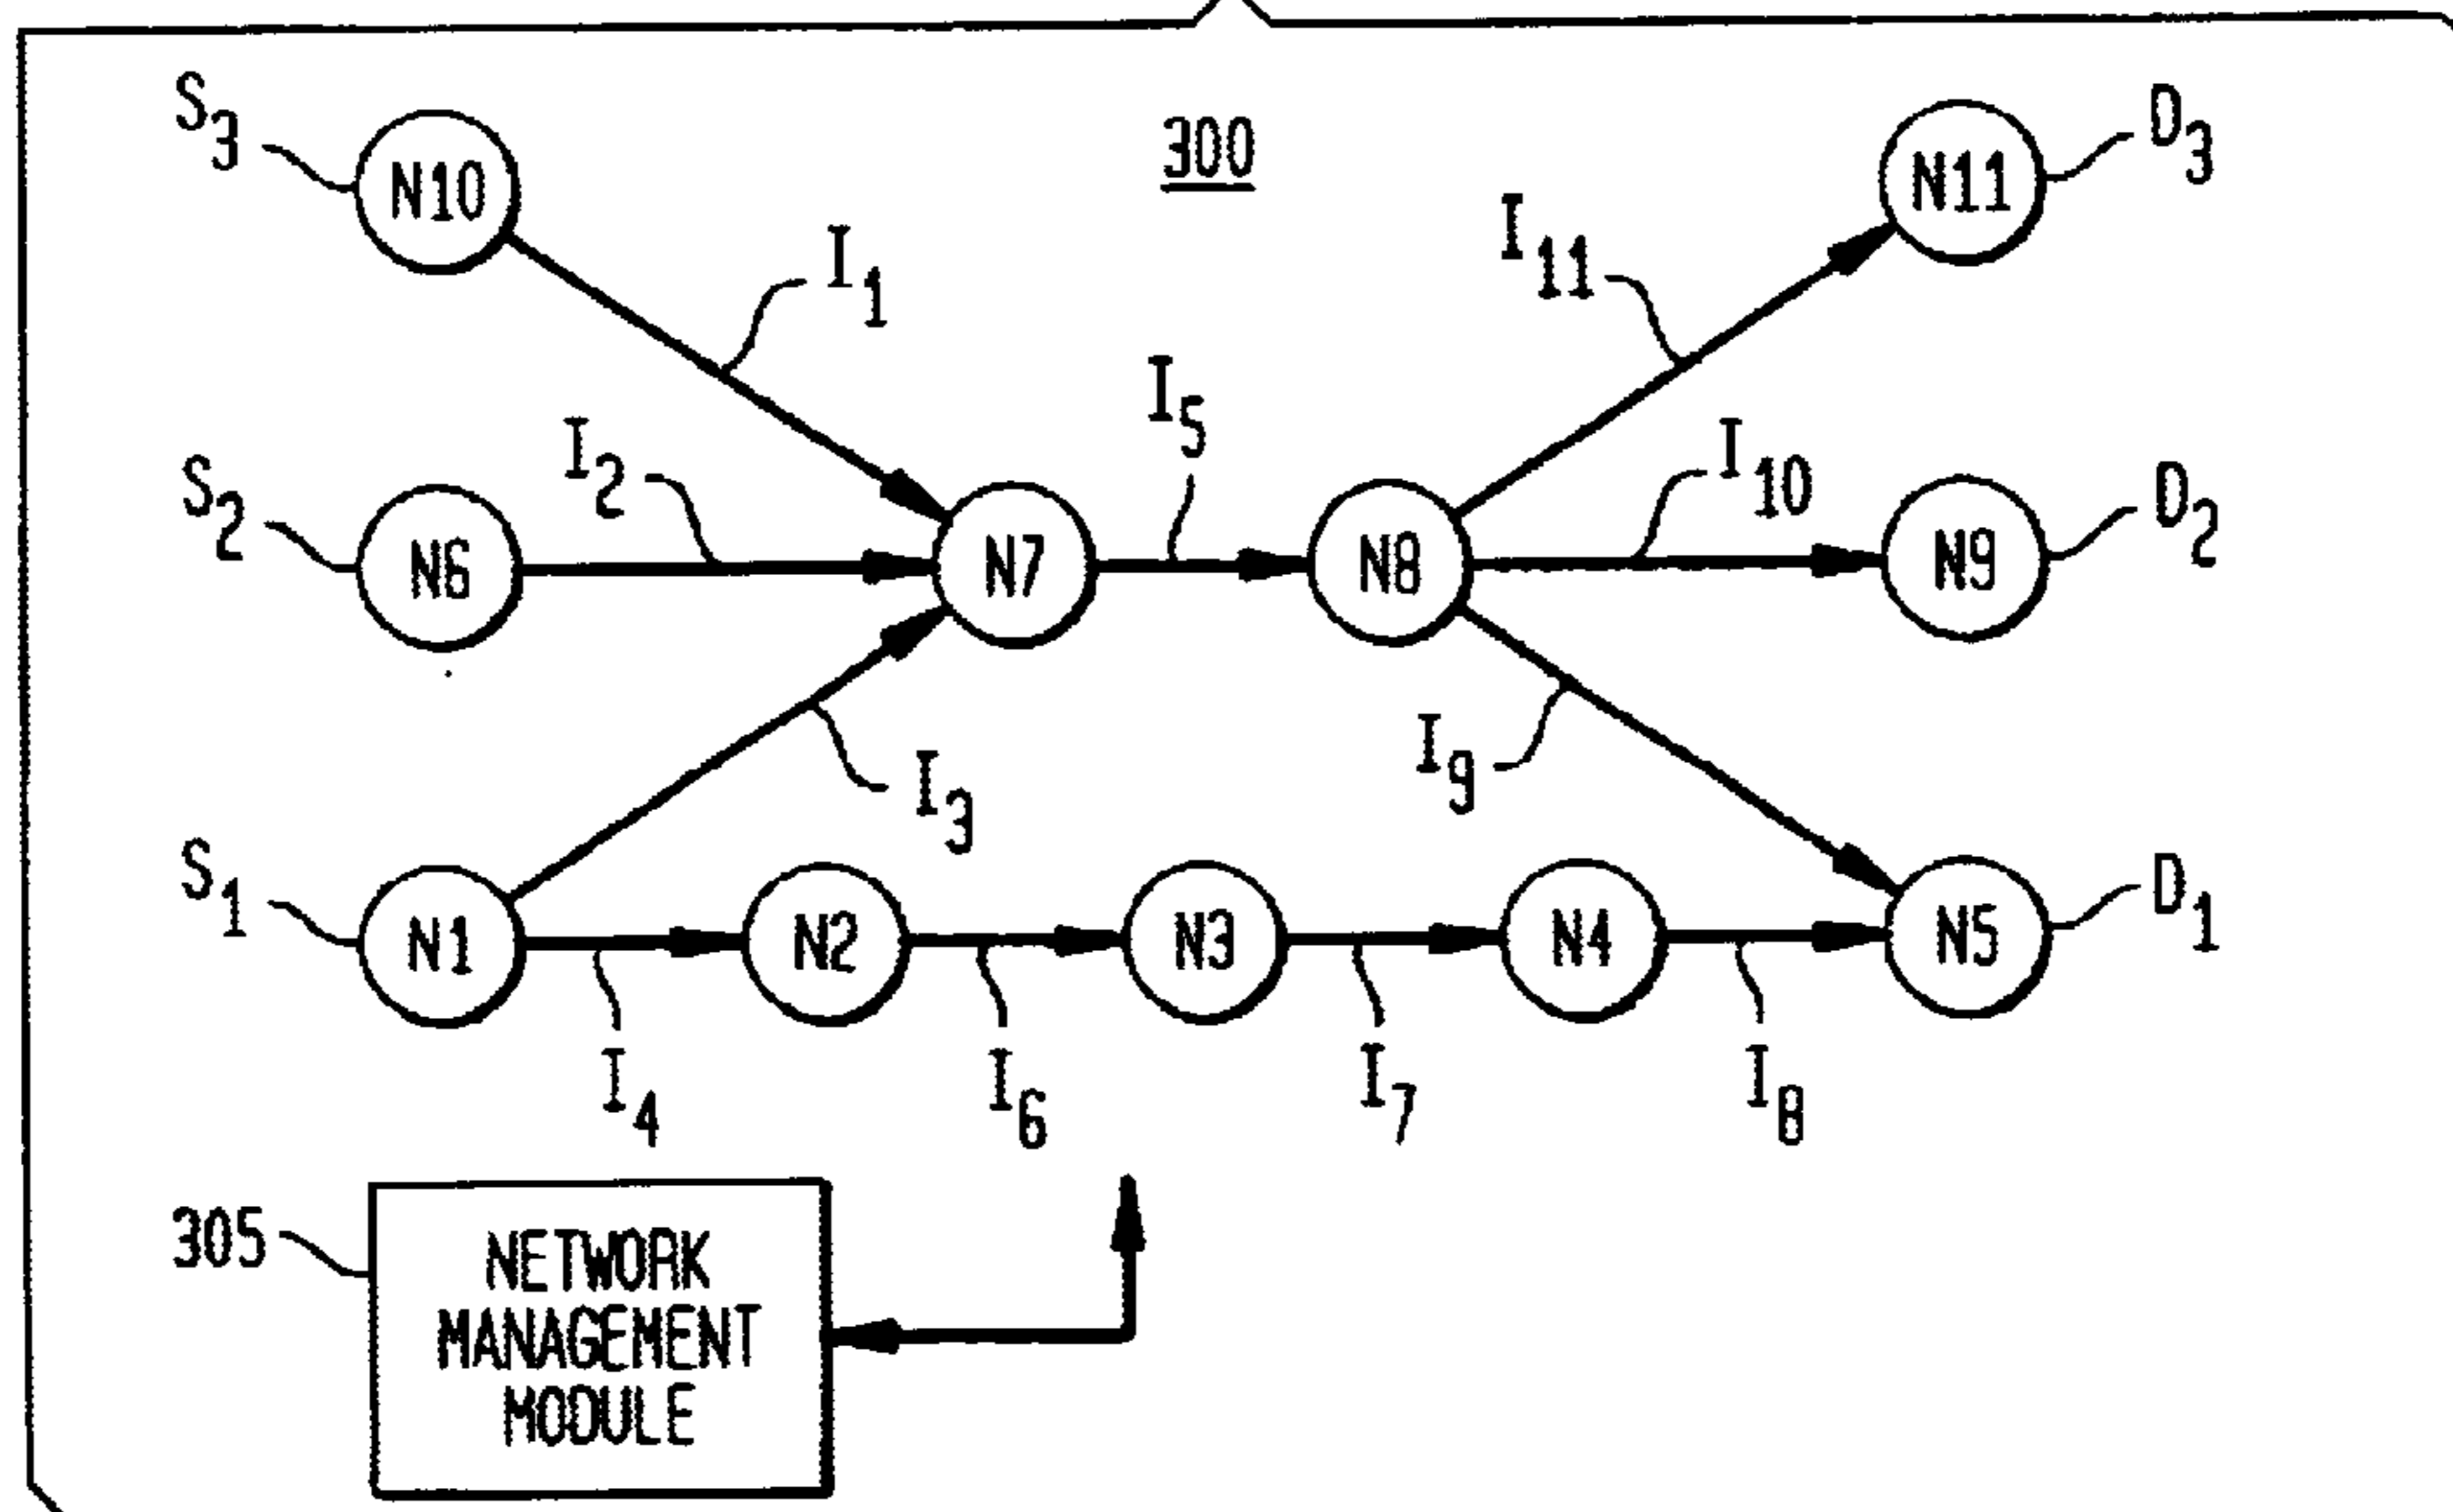 300
S3
N10
I1
I11
N11
D3
S2
N6
I2
N7
I5
N8
I10
N9
D2
I3
I9
S1
N1
N2
N3
N4
N5
D1
I4
I6
I7
I8
305
NETWORK
MANAGEMENT
MODULE